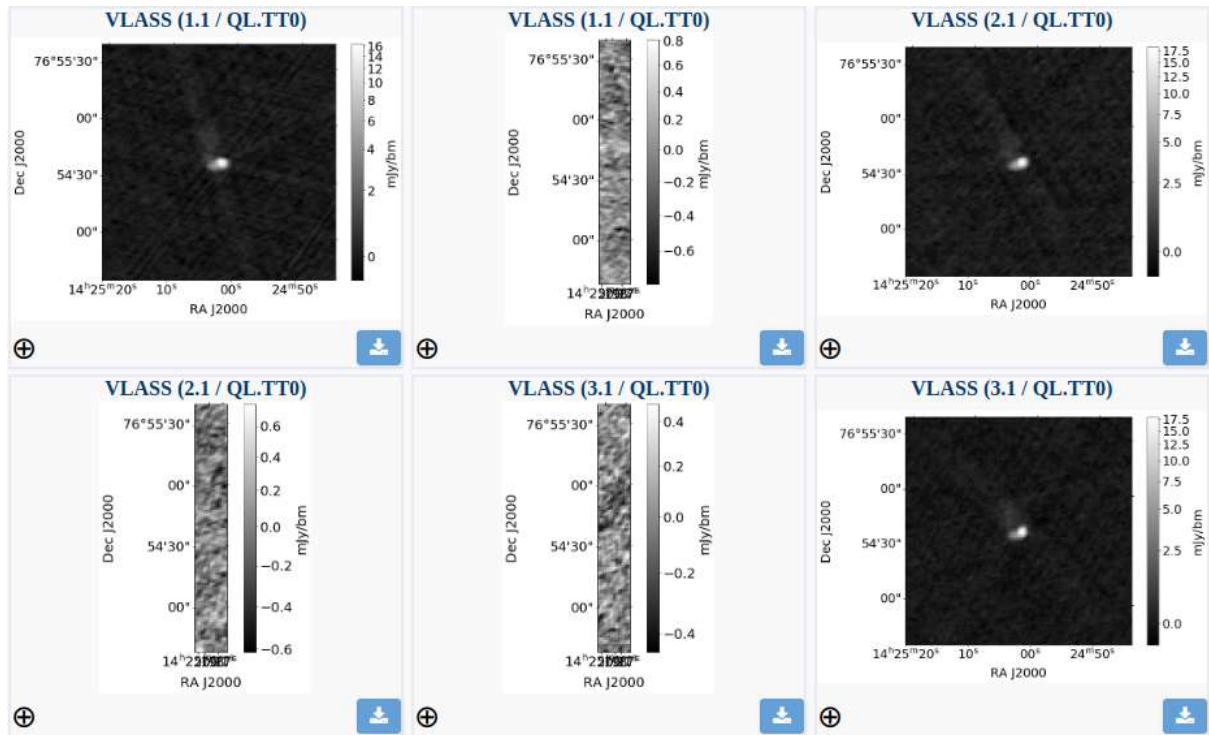 VLASS (1.1 / QL.TT0)
76°55'30"
00"
54'30"
00"
Dec J2000
14ʰ25ᵐ20ˢ 10ˢ 00ˢ 24ᵐ50ˢ
RA J2000
16
14
12
10
8
6
4
2
0
mJy/bm
VLASS (1.1 / QL.TT0)
76°55'30"
00"
54'30"
00"
Dec J2000
RA J2000
0.8
0.6
0.4
0.2
0.0
−0.2
−0.4
−0.6
mJy/bm
VLASS (2.1 / QL.TT0)
76°55'30"
00"
54'30"
00"
Dec J2000
14ʰ25ᵐ20ˢ 10ˢ 00ˢ 24ᵐ50ˢ
RA J2000
17.5
15.0
12.5
10.0
7.5
5.0
2.5
0.0
mJy/bm
VLASS (2.1 / QL.TT0)
76°55'30"
00"
54'30"
00"
Dec J2000
RA J2000
0.6
0.4
0.2
0.0
−0.2
−0.4
−0.6
mJy/bm
VLASS (3.1 / QL.TT0)
76°55'30"
00"
54'30"
00"
Dec J2000
RA J2000
0.4
0.2
0.0
−0.2
−0.4
mJy/bm
VLASS (3.1 / QL.TT0)
76°55'30"
00"
54'30"
00"
Dec J2000
14ʰ25ᵐ20ˢ 10ˢ 00ˢ 24ᵐ50ˢ
RA J2000
17.5
15.0
12.5
10.0
7.5
5.0
2.5
0.0
mJy/bm